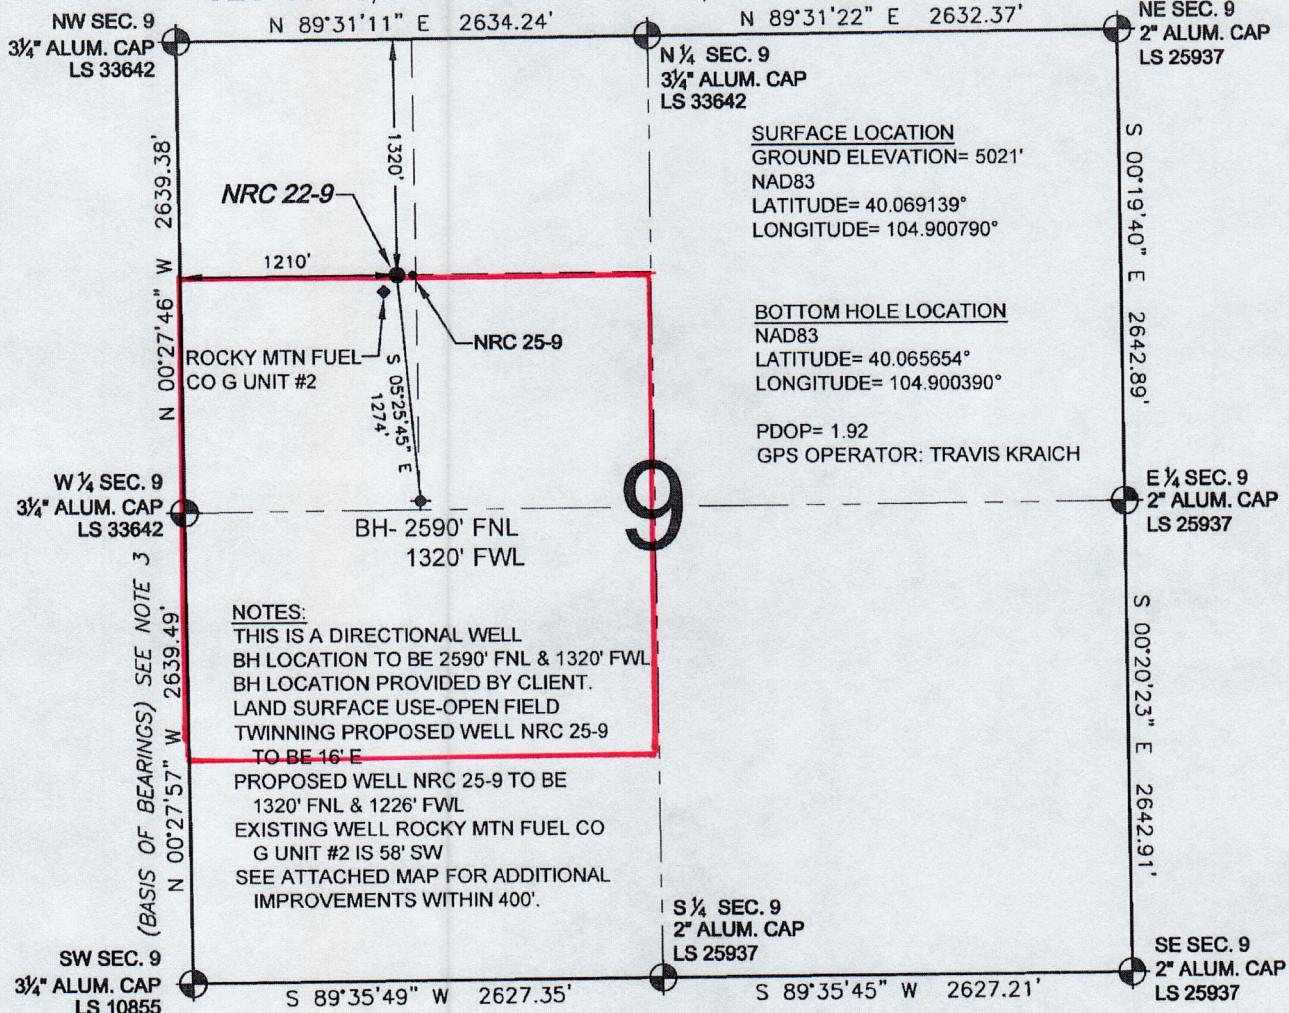 NW SEC. 9
3¼" ALUM. CAP
LS 33642
N 89°31'11" E 2634.24'
N ¼ SEC. 9
3¼" ALUM. CAP
LS 33642
N 89°31'22" E 2632.37'
NE SEC. 9
2" ALUM. CAP
LS 25937
SURFACE LOCATION
GROUND ELEVATION= 5021'
NAD83
LATITUDE= 40.069139°
LONGITUDE= 104.900790°
BOTTOM HOLE LOCATION
NAD83
LATITUDE= 40.065654°
LONGITUDE= 104.900390°
PDOP= 1.92
GPS OPERATOR: TRAVIS KRAICH
N 00°27'46" W 2639.38'
1320'
NRC 22-9
1210'
NRC 25-9
ROCKY MTN FUEL
CO G UNIT #2
S 05°25'45" E
1274'
S 00°19'40" E 2642.89'
W ¼ SEC. 9
3¼" ALUM. CAP
LS 33642
BH- 2590' FNL
1320' FWL
9
E ¼ SEC. 9
2" ALUM. CAP
LS 25937
(BASIS OF BEARINGS) SEE NOTE 3
N 00°27'57" W 2639.49'
NOTES:
THIS IS A DIRECTIONAL WELL
BH LOCATION TO BE 2590' FNL & 1320' FWL
BH LOCATION PROVIDED BY CLIENT.
LAND SURFACE USE-OPEN FIELD
TWINNING PROPOSED WELL NRC 25-9
TO BE 16' E
PROPOSED WELL NRC 25-9 TO BE
1320' FNL & 1226' FWL
EXISTING WELL ROCKY MTN FUEL CO
G UNIT #2 IS 58' SW
SEE ATTACHED MAP FOR ADDITIONAL
IMPROVEMENTS WITHIN 400'.
S 00°20'23" E 2642.91'
SW SEC. 9
3¼" ALUM. CAP
LS 10855
S 89°35'49" W 2627.35'
S ¼ SEC. 9
2" ALUM. CAP
LS 25937
S 89°35'45" W 2627.21'
SE SEC. 9
2" ALUM. CAP
LS 25937